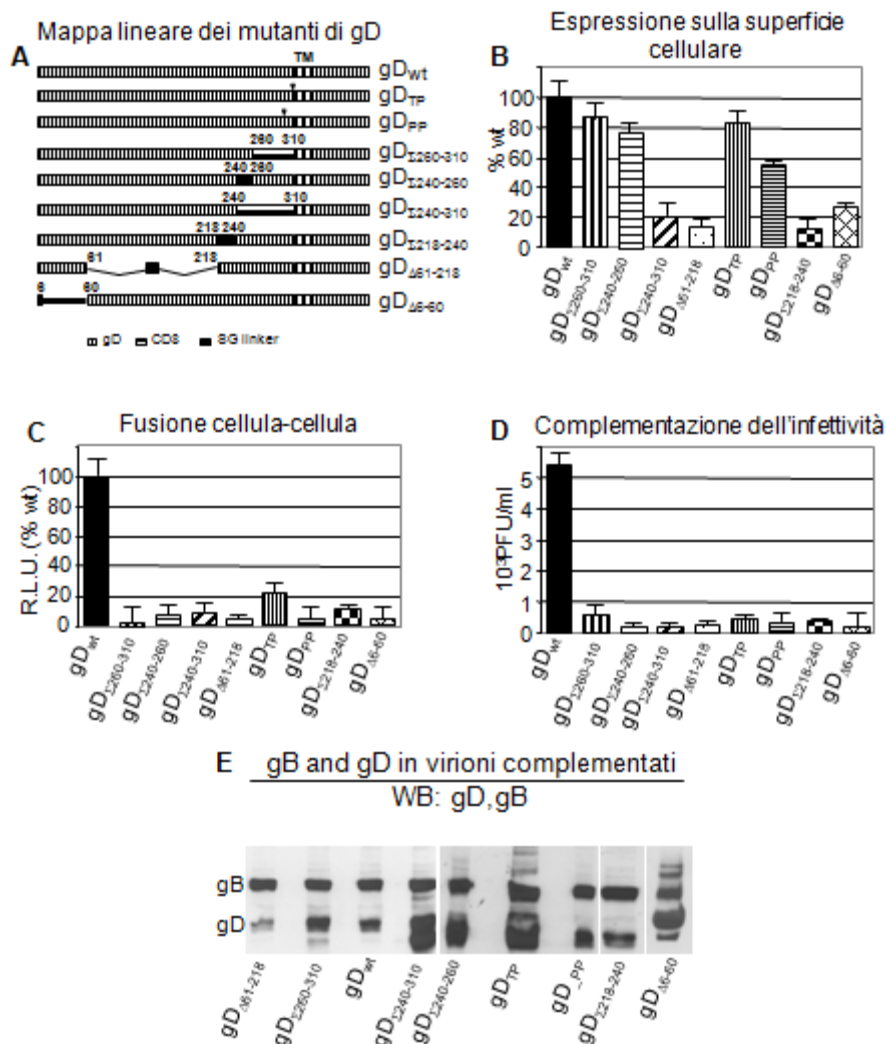 Mappa lineare dei mutanti di gD
A
TM
gDwt
gDTP
gDPP
260 310
gDΣ260-310
240 260
gDΣ240-260
240 310
gDΣ240-310
218 240
gDΣ218-240
61 218
gDΔ61-218
6 60
gDΔ6-60
gD CD8 SG linker
Espressione sulla superficie
cellulare
B
% wt
100
80
60
40
20
0
gDwt
gDΣ260-310
gDΣ240-260
gDΣ240-310
gDΔ61-218
gDTP
gDPP
gDΣ218-240
gDΔ6-60
C Fusione cellula-cellula
R.L.U. (% wt)
100
80
60
40
20
0
gDwt
gDΣ260-310
gDΣ240-260
gDΣ240-310
gDΔ61-218
gDTP
gDPP
gDΣ218-240
gDΔ6-60
D Complementazione dell'infettività
10³PFU/ml
5
4
3
2
1
0
gDwt
gDΣ260-310
gDΣ240-260
gDΣ240-310
gDΔ61-218
gDTP
gDPP
gDΣ218-240
gDΔ6-60
E gB and gD in virioni complementati
WB: gD,gB
gB
gD
gDΔ61-218
gDΣ260-310
gDwt
gDΣ240-310
gDΣ240-260
gDTP
gD_PP
gDΣ218-240
gDΔ6-60